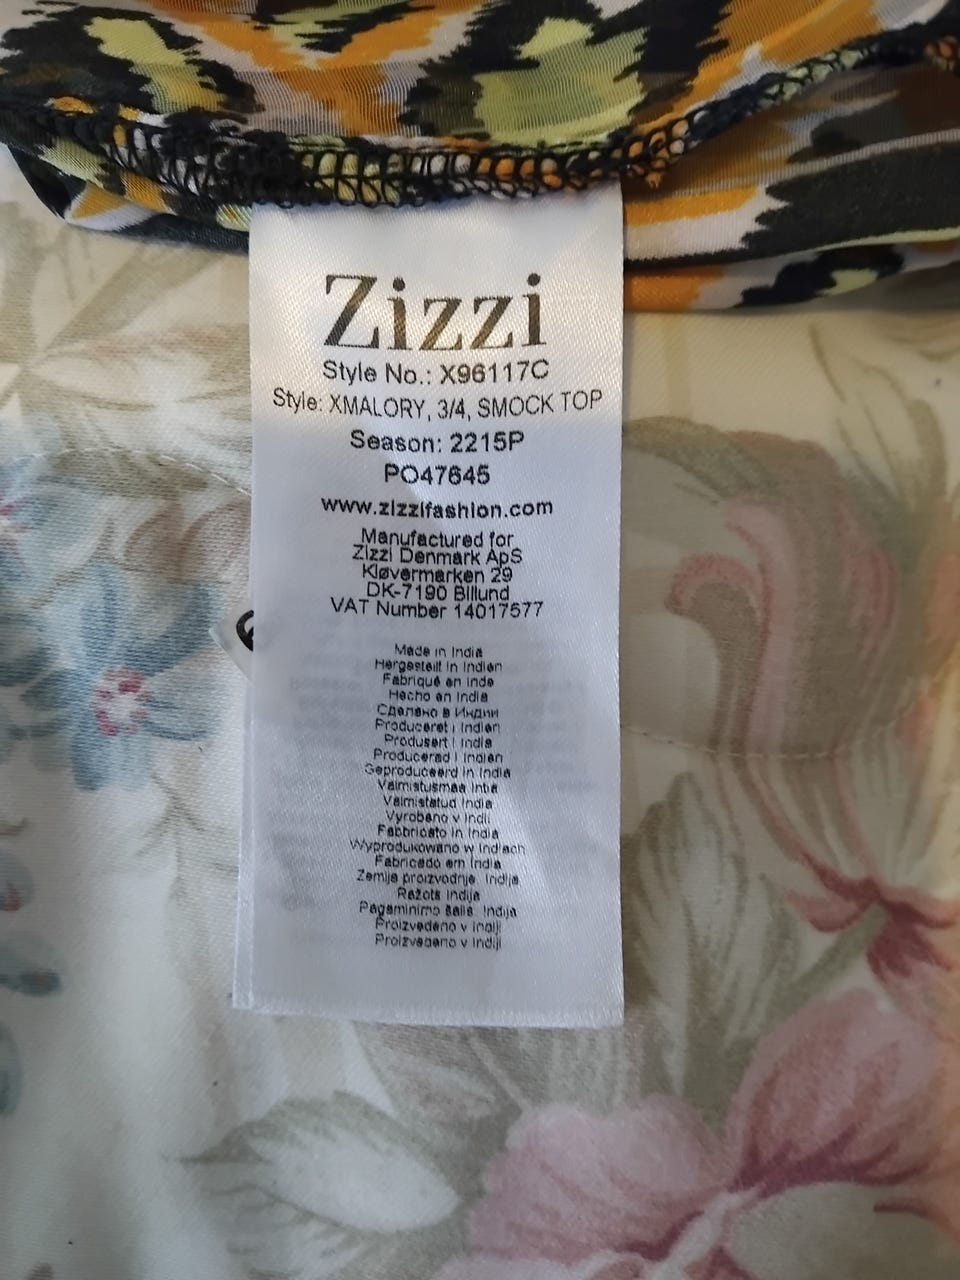 Zizzi
Style No.: X96117C
Style: XMALORY, 3/4, SMOCK TOP
Season: 2215P
PO47645
www.zizzifashion.com
Manufactured for
Zizzi Denmark ApS
Kløvermarken 29
DK-7190 Billund
VAT Number 14017577
Made in India
Hergestellt in Indien
Fabriqué en Inde
Hecho en India
Сделано в Индии
Produceret i Indien
Produsert i India
Producerad i Indien
Geproduceerd in India
Valmistusmaa Intia
Valmistatud India
Vyrobeno v Indii
Fabbricato in India
Wyprodukowano w Indiach
Fabricado em India
Zemlja proizvodnje Indija
Ražots Indija
Pagaminimo šalis Indija
Proizvedeno v Indiji
Proizvedeno v Indiji